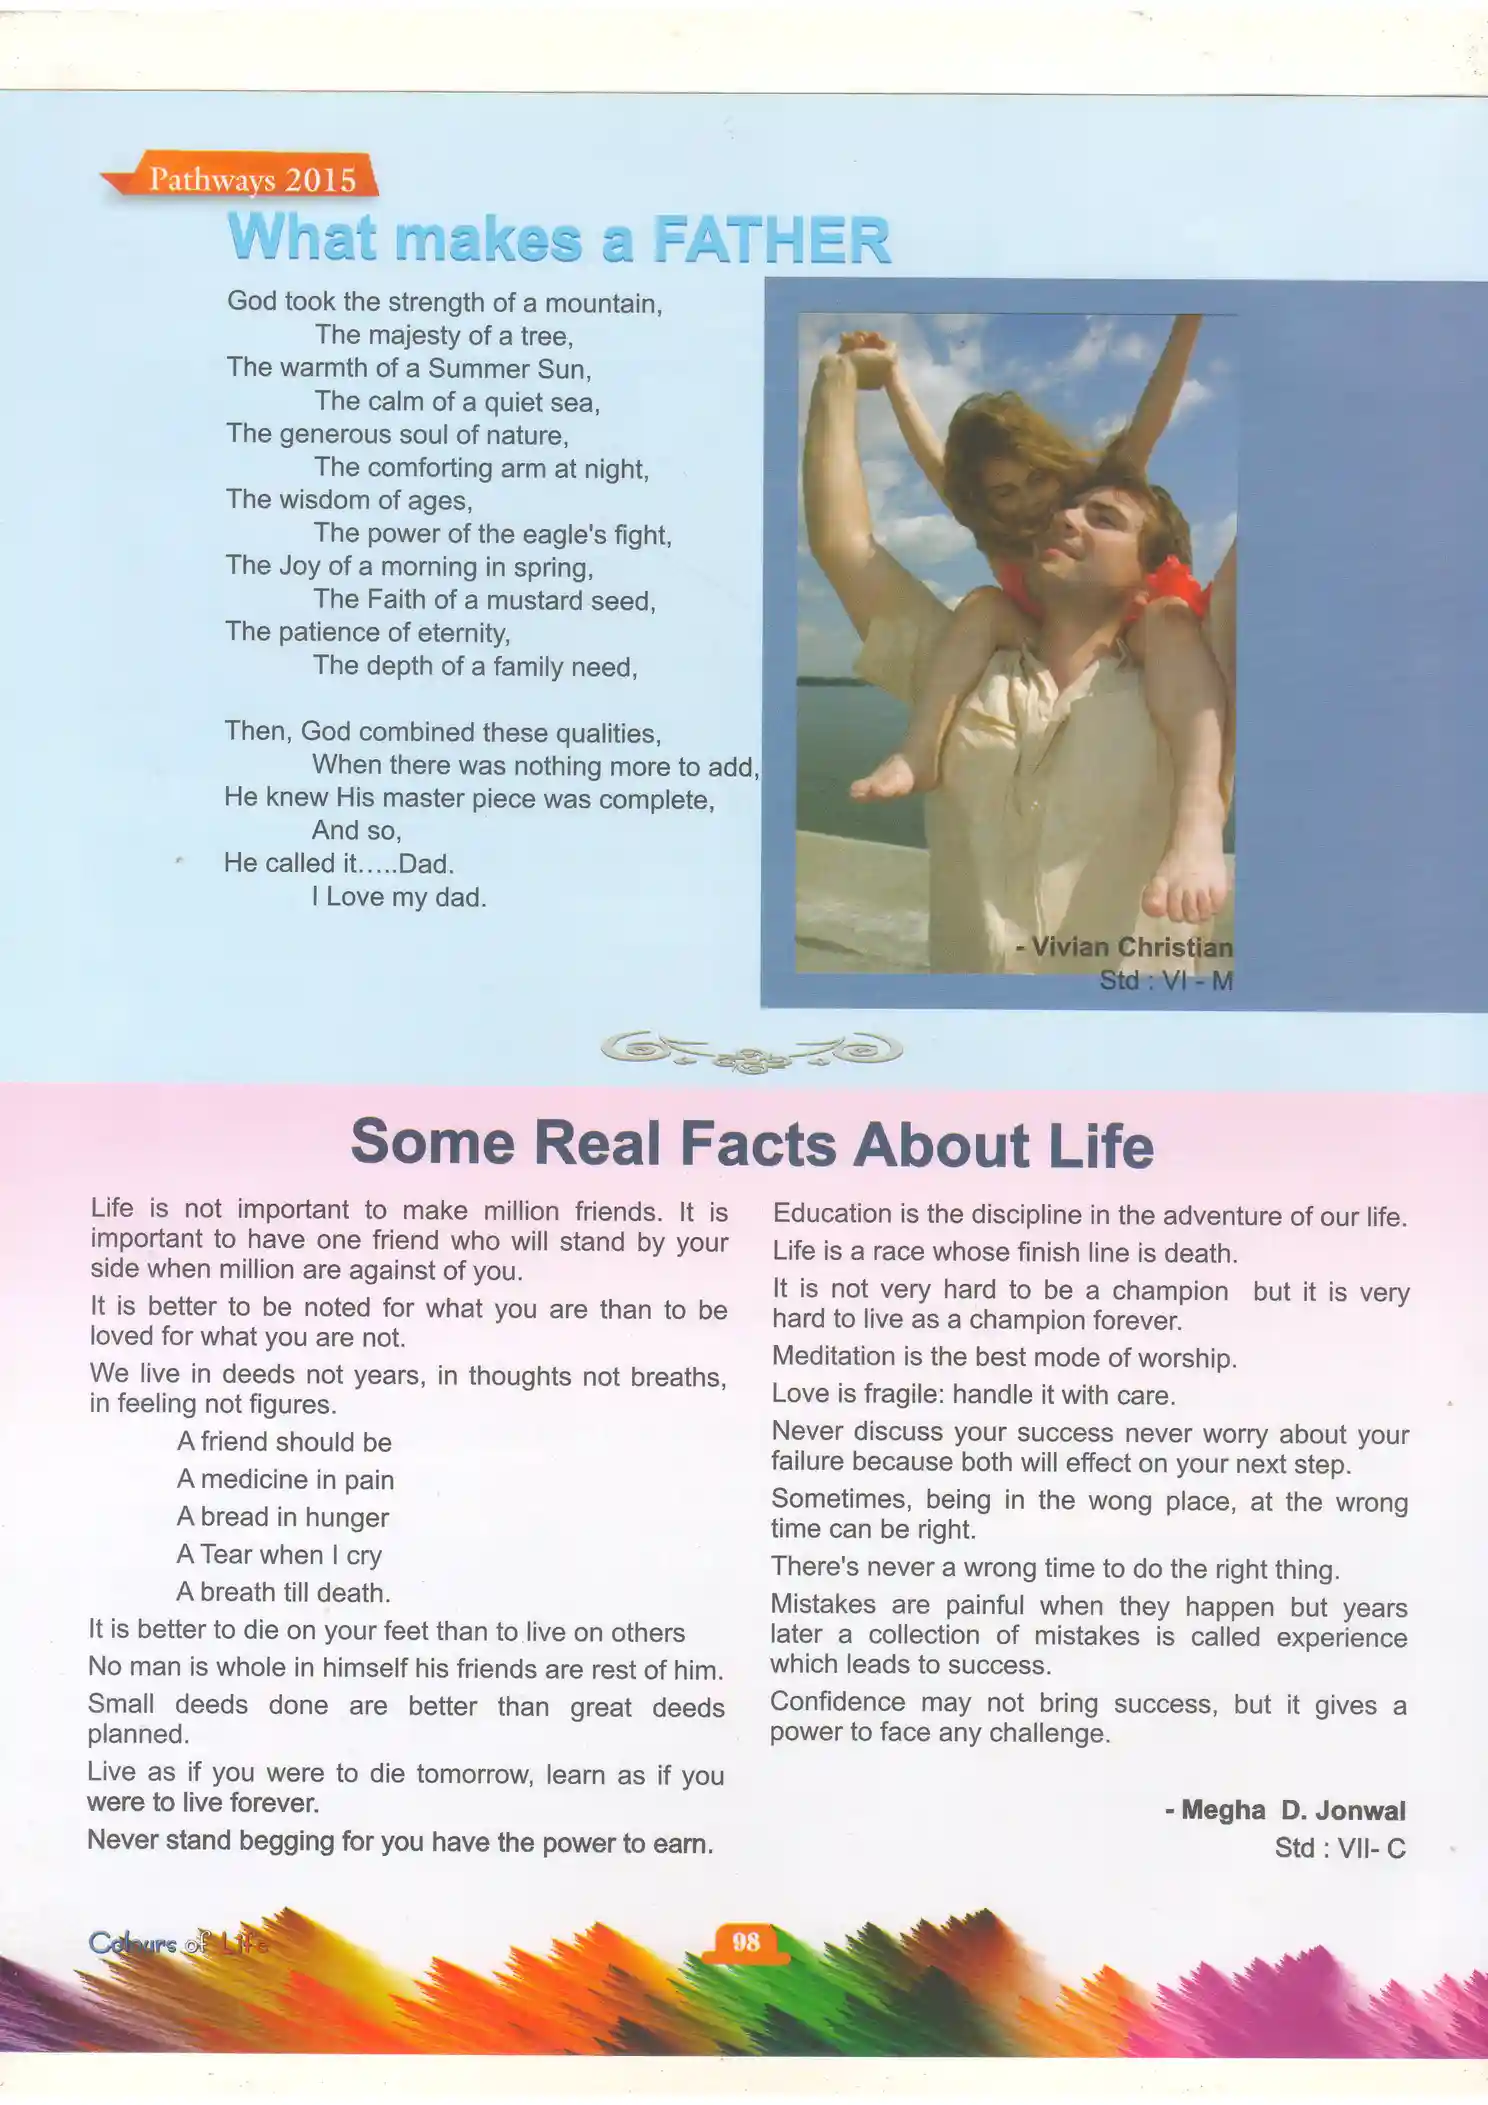 Pathways 2015
What makes a FATHER
God took the strength of a mountain,
The majesty of a tree,
The warmth of a Summer Sun,
The calm of a quiet sea,
The generous soul of nature,
The comforting arm at night,
The wisdom of ages,
The power of the eagle's fight,
The Joy of a morning in spring,
The Faith of a mustard seed,
The patience of eternity,
The depth of a family need,
Then, God combined these qualities,
When there was nothing more to add,
He knew His master piece was complete,
And so,
He called it.....Dad.
I Love my dad.
- Vivian Christian
Std : VI - M
Some Real Facts About Life
Life is not important to make million friends. It is
important to have one friend who will stand by your
side when million are against of you.
It is better to be noted for what you are than to be
loved for what you are not.
We live in deeds not years, in thoughts not breaths,
in feeling not figures.
A friend should be
A medicine in pain
A bread in hunger
A Tear when I cry
A breath till death.
It is better to die on your feet than to live on others
No man is whole in himself his friends are rest of him.
Small deeds done are better than great deeds
planned.
Live as if you were to die tomorrow, learn as if you
were to live forever.
Never stand begging for you have the power to earn.
Education is the discipline in the adventure of our life.
Life is a race whose finish line is death.
It is not very hard to be a champion but it is very
hard to live as a champion forever.
Meditation is the best mode of worship.
Love is fragile: handle it with care.
Never discuss your success never worry about your
failure because both will effect on your next step.
Sometimes, being in the wong place, at the wrong
time can be right.
There's never a wrong time to do the right thing.
Mistakes are painful when they happen but years
later a collection of mistakes is called experience
which leads to success.
Confidence may not bring success, but it gives a
power to face any challenge.
- Megha D. Jonwal
Std : VII- C
Colours of Life
98